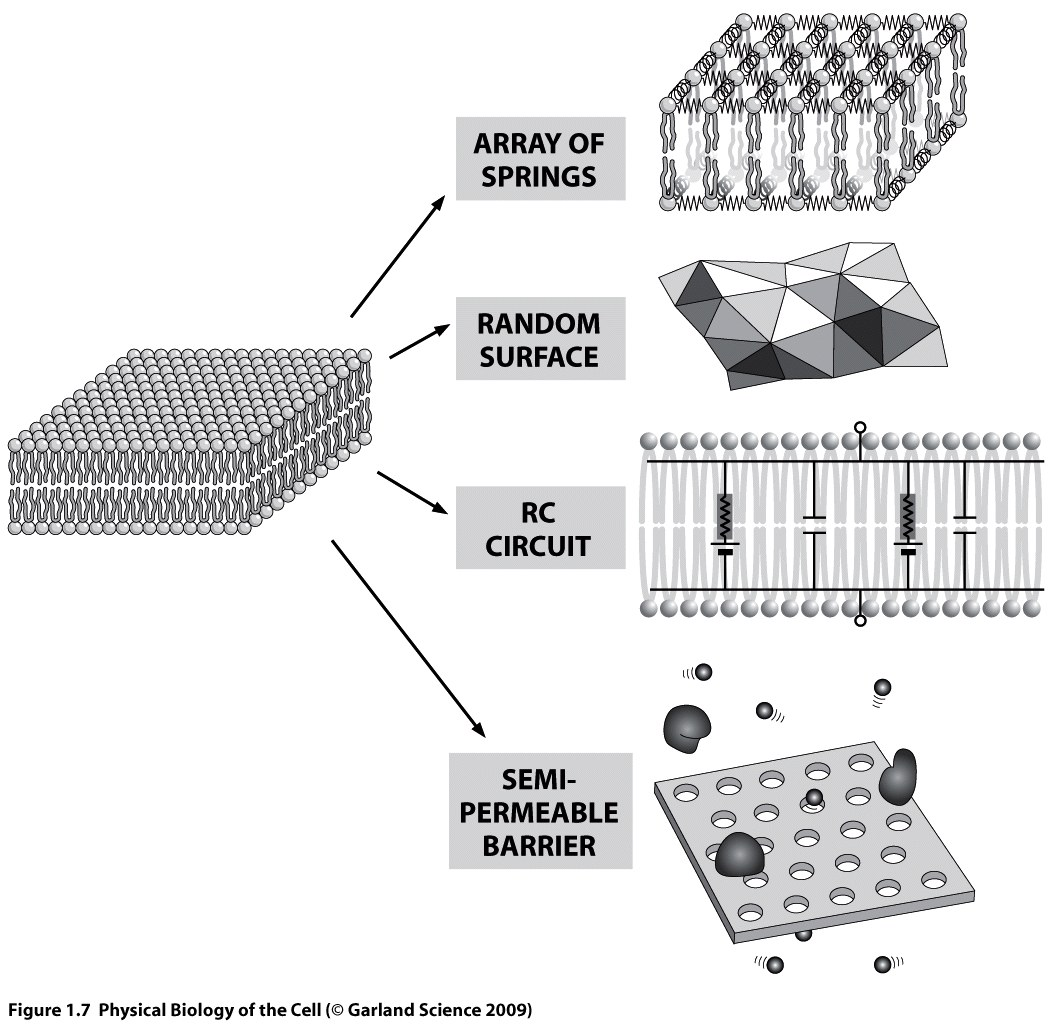 ARRAY OF
SPRINGS
RANDOM
SURFACE
RC
CIRCUIT
SEMI-
PERMEABLE
BARRIER
Figure 1.7 Physical Biology of the Cell (© Garland Science 2009)